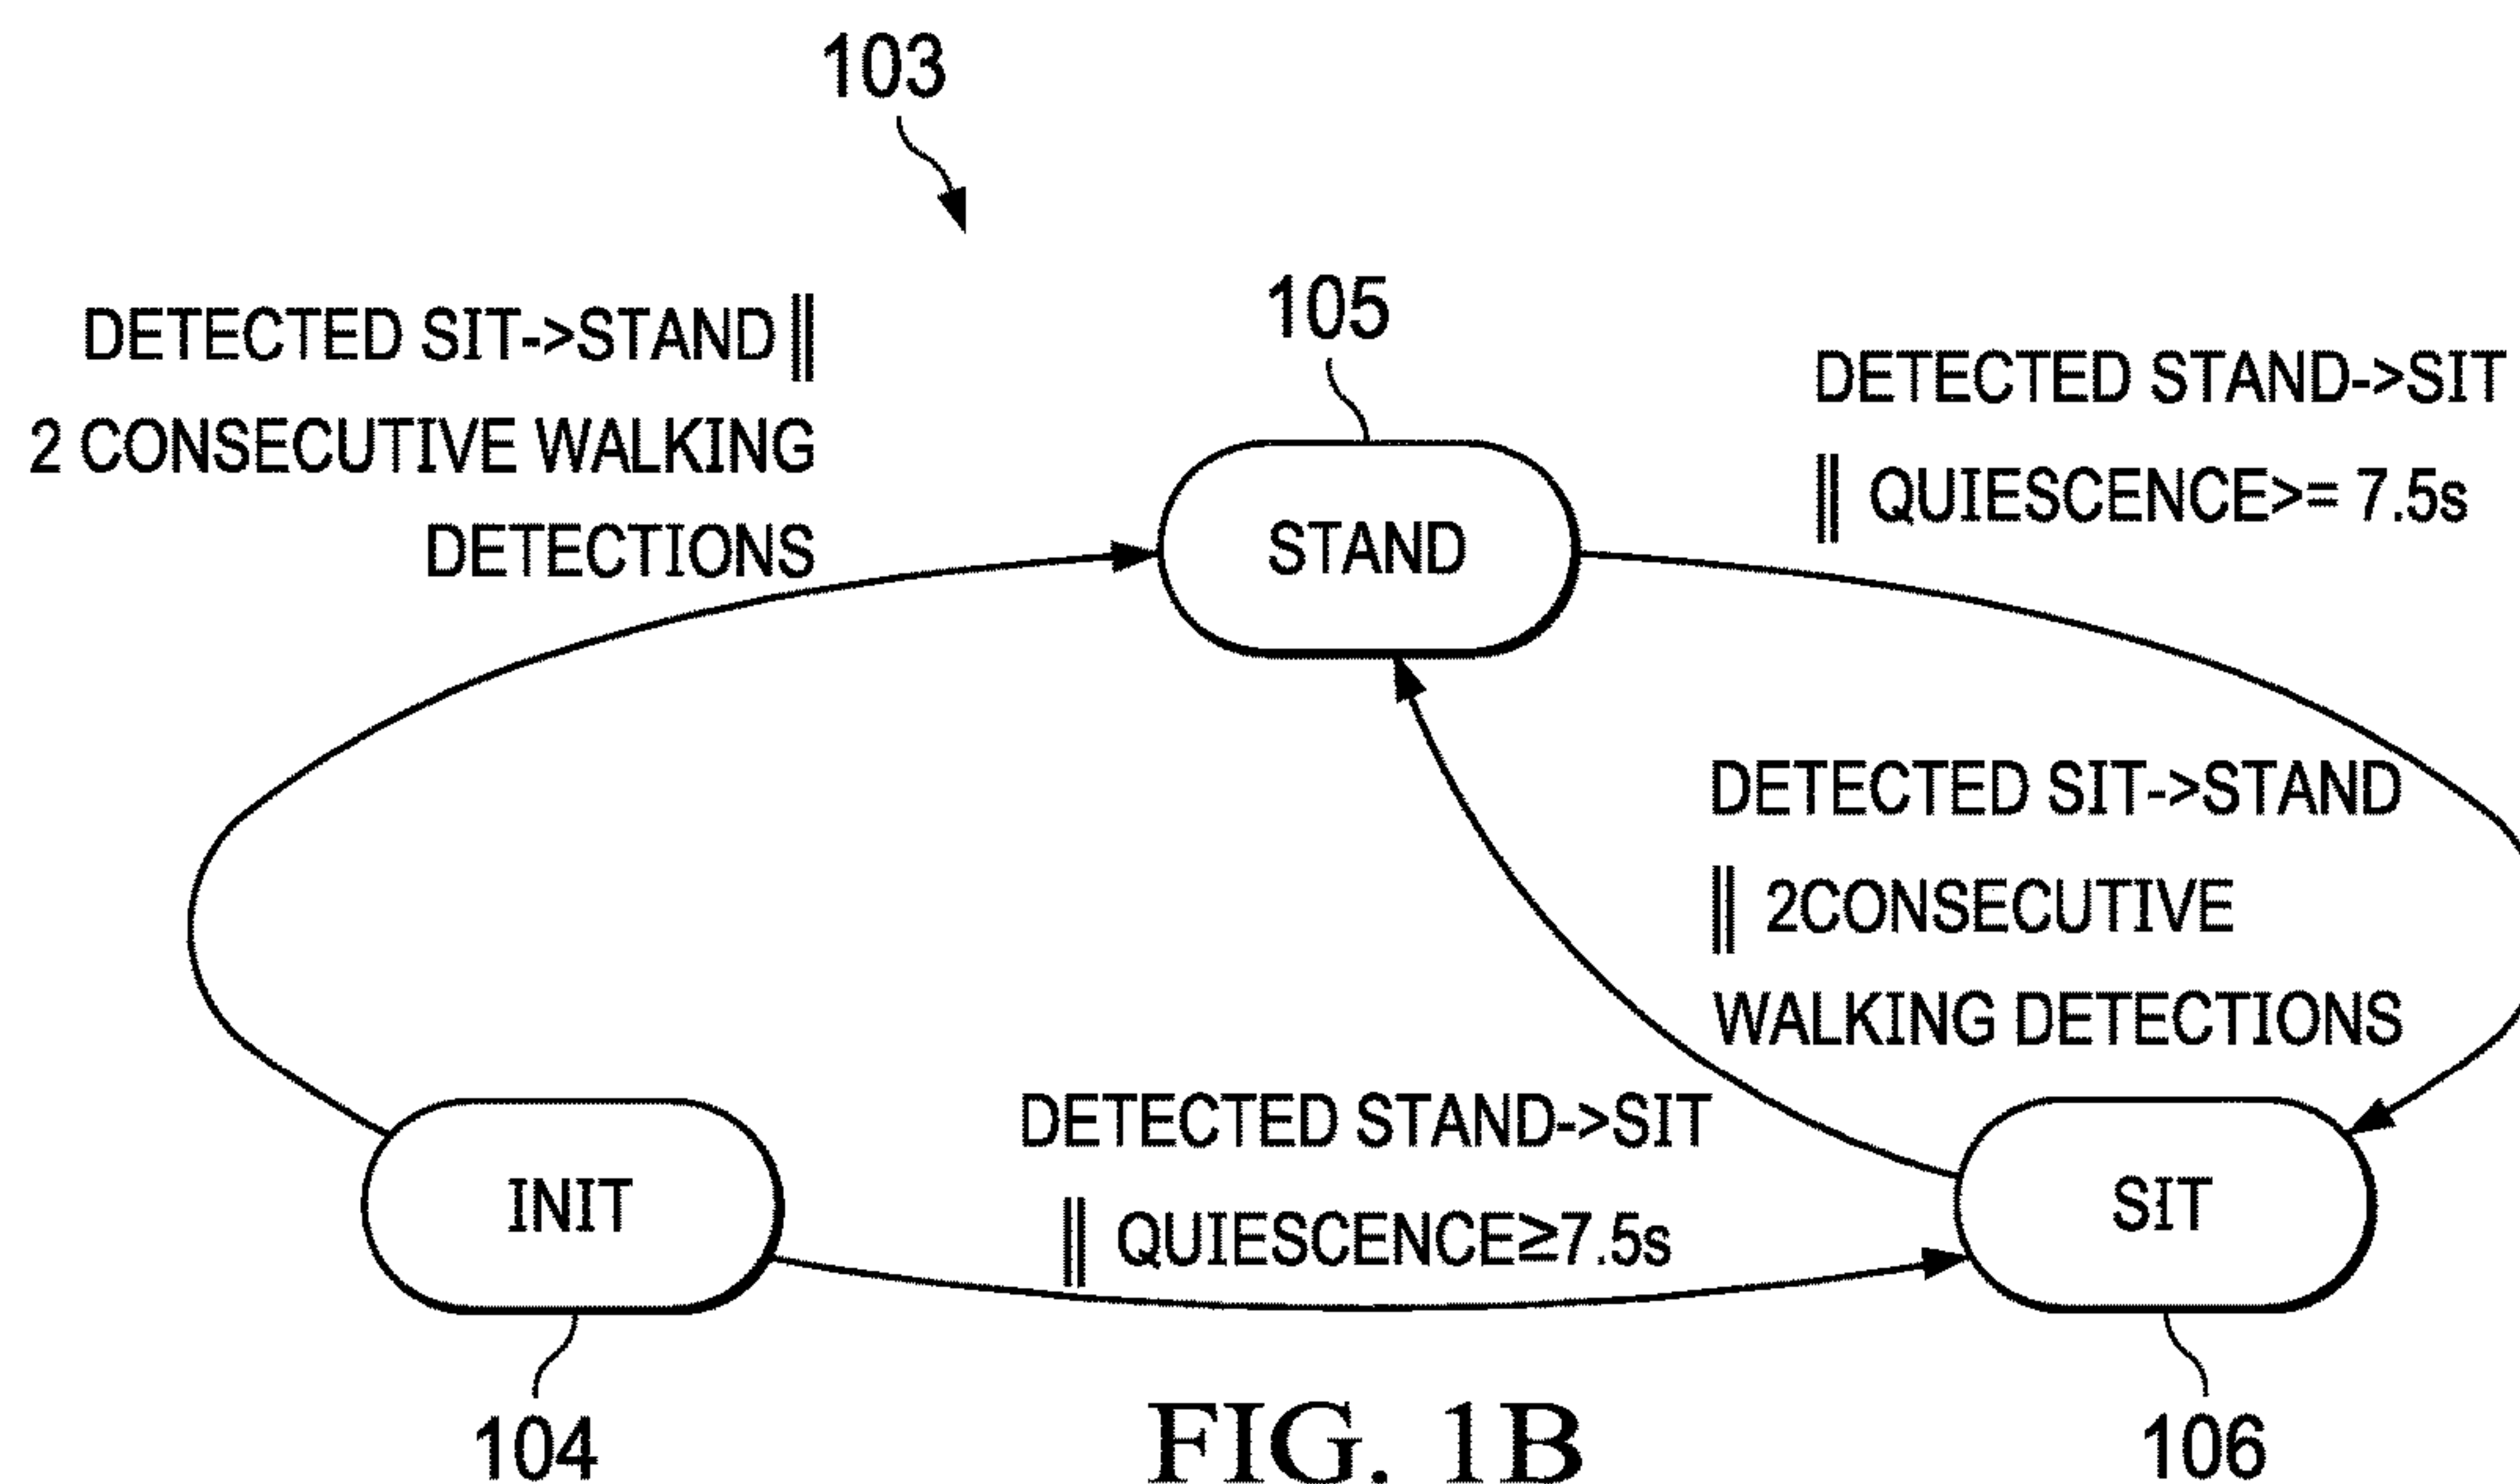 103
DETECTED SIT->STAND ||
2 CONSECUTIVE WALKING
DETECTIONS
105
STAND
DETECTED STAND->SIT
|| QUIESCENCE>= 7.5s
DETECTED SIT->STAND
|| 2CONSECUTIVE
WALKING DETECTIONS
INIT
DETECTED STAND->SIT
|| QUIESCENCE≥7.5s
SIT
104
106
FIG. 1B